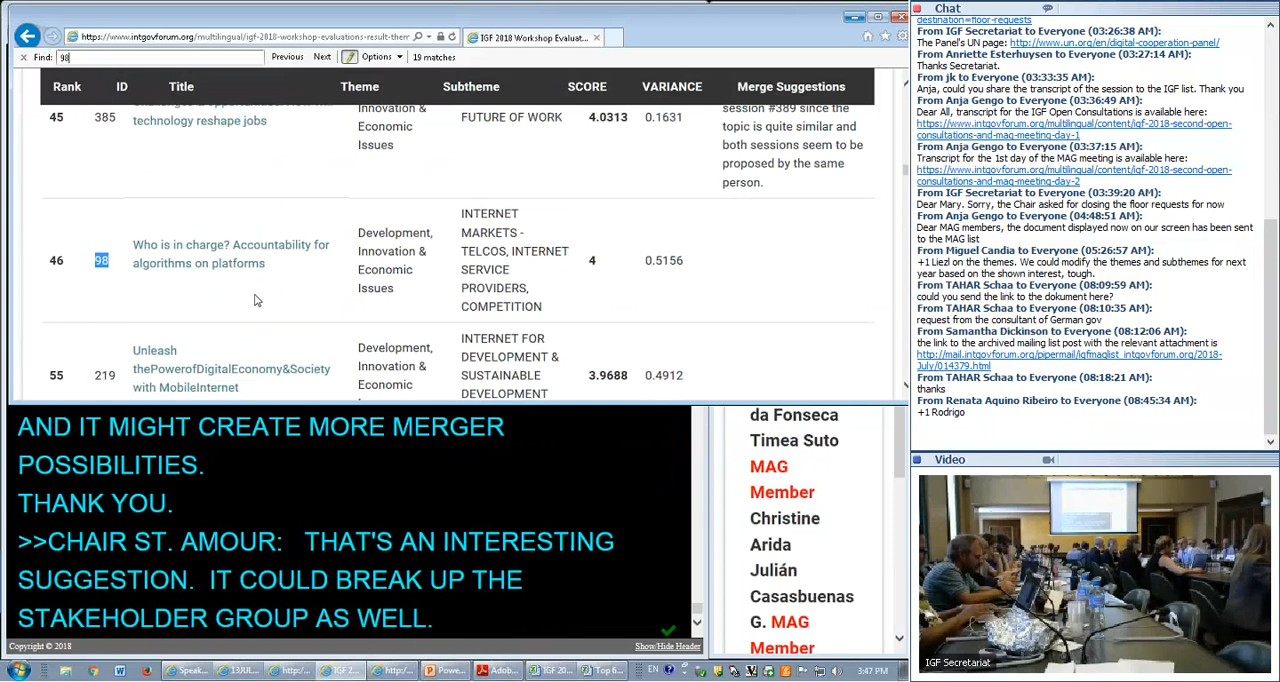 https://www.intgovforum.org/multilingual/igf-2018-workshop-evaluations-result-them
IGF 2018 Workshop Evaluat...
Find: 98
Previous Next Options 19 matches
Rank ID Title Theme Subtheme SCORE VARIANCE Merge Suggestions
45 385
technology reshape jobs
Innovation &
Economic
Issues
FUTURE OF WORK
4.0313 0.1631
session #389 since the
topic is quite similar and
both sessions seem to be
proposed by the same
person.
46 98
Who is in charge? Accountability for
algorithms on platforms
Development,
Innovation &
Economic
Issues
INTERNET
MARKETS -
TELCOS, INTERNET
SERVICE
PROVIDERS,
COMPETITION
4 0.5156
55 219
Unleash
thePowerofDigitalEconomy&Society
with MobileInternet
Development,
Innovation &
Economic
INTERNET FOR
DEVELOPMENT &
SUSTAINABLE
DEVELOPMENT
3.9688 0.4912
AND IT MIGHT CREATE MORE MERGER
POSSIBILITIES.
THANK YOU.
>>CHAIR ST. AMOUR: THAT'S AN INTERESTING
SUGGESTION. IT COULD BREAK UP THE
STAKEHOLDER GROUP AS WELL.
Copyright © 2018 Show/Hide Header
da Fonseca
Timea Suto
MAG
Member
Christine
Arida
Julián
Casasbuenas
G. MAG
Member
Speak...
13JUL...
http:/...
IGF 2...
http:/...
Powe...
Adob...
IGF 20...
Top 6...
EN
3:47 PM
Chat
destination=floor-requests
From IGF Secretariat to Everyone (03:26:38 AM):
The Panel's UN page: http://www.un.org/en/digital-cooperation-panel/
From Anriette Esterhuysen to Everyone (03:27:14 AM):
Thanks Secretariat.
From jk to Everyone (03:33:35 AM):
Anja, could you share the transcript of the session to the IGF list. Thank you
From Anja Gengo to Everyone (03:36:49 AM):
Dear All, transcript for the IGF Open Consultations is available here:
https://www.intgovforum.org/multilingual/content/igf-2018-second-open-
consultations-and-mag-meeting-day-1
From Anja Gengo to Everyone (03:37:15 AM):
Transcript for the 1st day of the MAG meeting is available here:
https://www.intgovforum.org/multilingual/content/igf-2018-second-open-
consultations-and-mag-meeting-day-2
From IGF Secretariat to Everyone (03:39:20 AM):
Dear Mary. Sorry, the Chair asked for closing the floor requests for now
From Anja Gengo to Everyone (04:48:51 AM):
Dear MAG members, the document displayed now on our screen has been sent
to the MAG list
From Miguel Candia to Everyone (05:26:57 AM):
+1 Liezl on the themes. We could modify the themes and subthemes for next
year based on the shown interest, tough.
From TAHAR Schaa to Everyone (08:09:59 AM):
could you send the link to the dokument here?
From TAHAR Schaa to Everyone (08:10:35 AM):
request from the consultant of German gov
From Samantha Dickinson to Everyone (08:12:06 AM):
the link to the archived mailing list post with the relevant attachment is
http://mail.intgovforum.org/pipermail/igfmaglist_intgovforum.org/2018-
July/014379.html
From TAHAR Schaa to Everyone (08:18:21 AM):
thanks
From Renata Aquino Ribeiro to Everyone (08:45:34 AM):
+1 Rodrigo
Video
IGF Secretariat